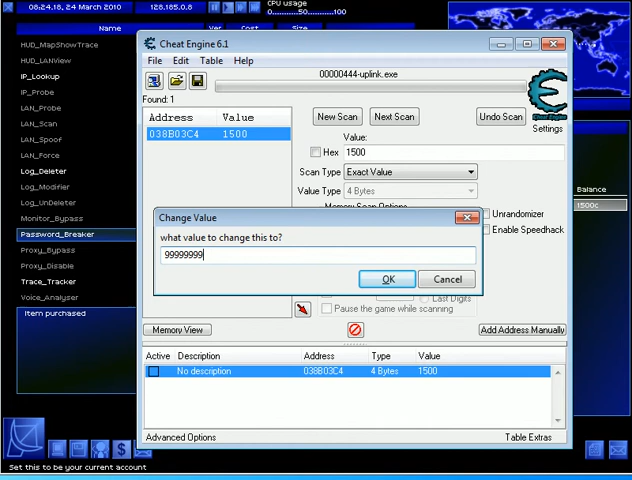 08:24.18, 24 March 2010
128.185.0.8
CPU usage
0..........50..........100
Name
Ver
Cost
Size
HUD_MapShowTrace
HUD_LANView
IP_Lookup
IP_Probe
LAN_Probe
LAN_Scan
LAN_Spoof
LAN_Force
Log_Deleter
Log_Modifier
Log_UnDeleter
Monitor_Bypass
Password_Breaker
Proxy_Bypass
Proxy_Disable
Trace_Tracker
Voice_Analyser
Item purchased
Set this to be your current account
Balance
1500c
Cheat Engine 6.1
File Edit Table Help
00000444-uplink.exe
Found: 1
Address Value
038B03C4 1500
New Scan
Next Scan
Undo Scan
Settings
Value:
Hex
1500
Scan Type
Exact Value
Value Type
4 Bytes
Memory Scan Options
Unrandomizer
Enable Speedhack
Change Value
what value to change this to?
99999999
OK
Cancel
Last Digits
Pause the game while scanning
Memory View
Add Address Manually
Active Description Address Type Value
No description 038B03C4 4 Bytes 1500
Advanced Options
Table Extras